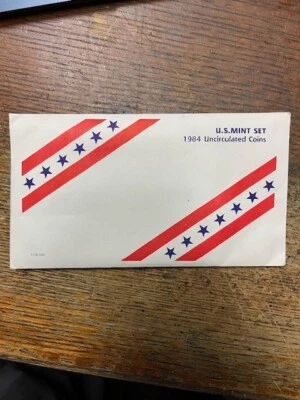 U.S.MINT SET
1984 Uncirculated Coins